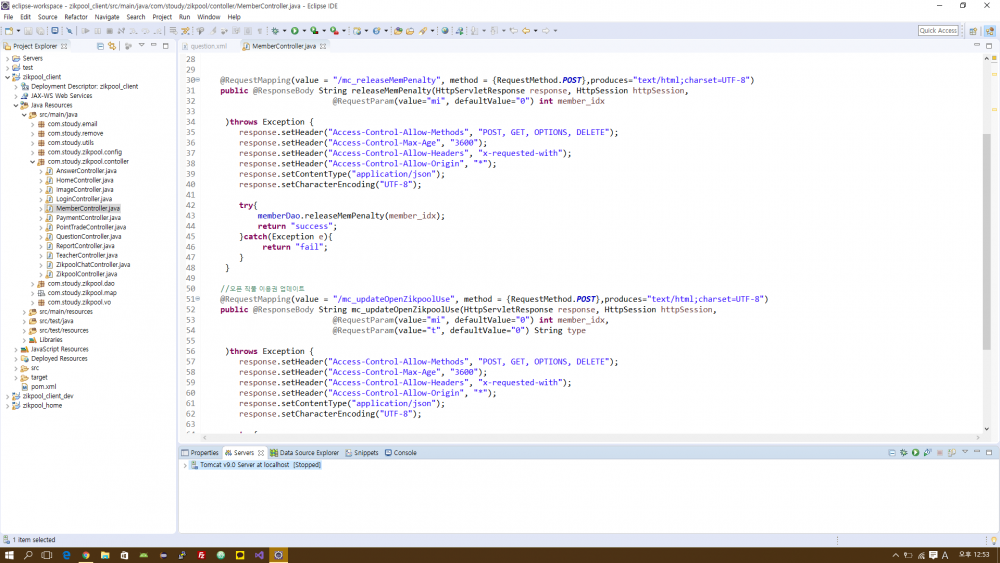 eclipse-workspace - zikpool_client/src/main/java/com/stoudy/zikpool/contoller/MemberController.java - Eclipse IDE
File Edit Source Refactor Navigate Search Project Run Window Help
Quick Access
Project Explorer
question.xml
MemberController.java
Servers
test
zikpool_client
Deployment Descriptor: zikpool_client
JAX-WS Web Services
Java Resources
src/main/java
com.stoudy.email
com.stoudy.remove
com.stoudy.utils
com.stoudy.zikpool.config
com.stoudy.zikpool.contoller
AnswerController.java
HomeController.java
ImageController.java
LoginController.java
MemberController.java
PaymentController.java
PointTradeController.java
QuestionController.java
ReportController.java
TeacherController.java
ZikpoolChatController.java
ZikpoolController.java
com.stoudy.zikpool.dao
com.stoudy.zikpool.map
com.stoudy.zikpool.vo
src/main/resources
src/test/java
src/test/resources
Libraries
JavaScript Resources
Deployed Resources
src
target
pom.xml
zikpool_client_dev
zikpool_home
28
29
30 @RequestMapping(value = "/mc_releaseMemPenalty", method = {RequestMethod.POST},produces="text/html;charset=UTF-8")
31 public @ResponseBody String releaseMemPenalty(HttpServletResponse response, HttpSession httpSession,
32 @RequestParam(value="mi", defaultValue="0") int member_idx
33
34 )throws Exception {
35 response.setHeader("Access-Control-Allow-Methods", "POST, GET, OPTIONS, DELETE");
36 response.setHeader("Access-Control-Max-Age", "3600");
37 response.setHeader("Access-Control-Allow-Headers", "x-requested-with");
38 response.setHeader("Access-Control-Allow-Origin", "*");
39 response.setContentType("application/json");
40 response.setCharacterEncoding("UTF-8");
41
42 try{
43 memberDao.releaseMemPenalty(member_idx);
44 return "success";
45 }catch(Exception e){
46 return "fail";
47 }
48 }
49
50 //오픈 직풀 이용권 업데이트
51 @RequestMapping(value = "/mc_updateOpenZikpoolUse", method = {RequestMethod.POST},produces="text/html;charset=UTF-8")
52 public @ResponseBody String mc_updateOpenZikpoolUse(HttpServletResponse response, HttpSession httpSession,
53 @RequestParam(value="mi", defaultValue="0") int member_idx,
54 @RequestParam(value="t", defaultValue="0") String type
55
56 )throws Exception {
57 response.setHeader("Access-Control-Allow-Methods", "POST, GET, OPTIONS, DELETE");
58 response.setHeader("Access-Control-Max-Age", "3600");
59 response.setHeader("Access-Control-Allow-Headers", "x-requested-with");
60 response.setHeader("Access-Control-Allow-Origin", "*");
61 response.setContentType("application/json");
62 response.setCharacterEncoding("UTF-8");
63
Properties Servers Data Source Explorer Snippets Console
Tomcat v9.0 Server at localhost [Stopped]
1 item selected
A 오후 12:53